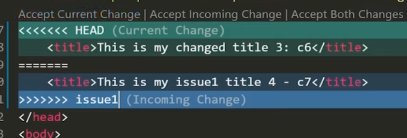 Accept Current Change | Accept Incoming Change | Accept Both Changes
<<<<<<< HEAD (Current Change)
<title>This is my changed title 3: c6</title>
=======
<title>This is my issue1 title 4 - c7</title>
>>>>>>> issue1 (Incoming Change)
</head>
<body>